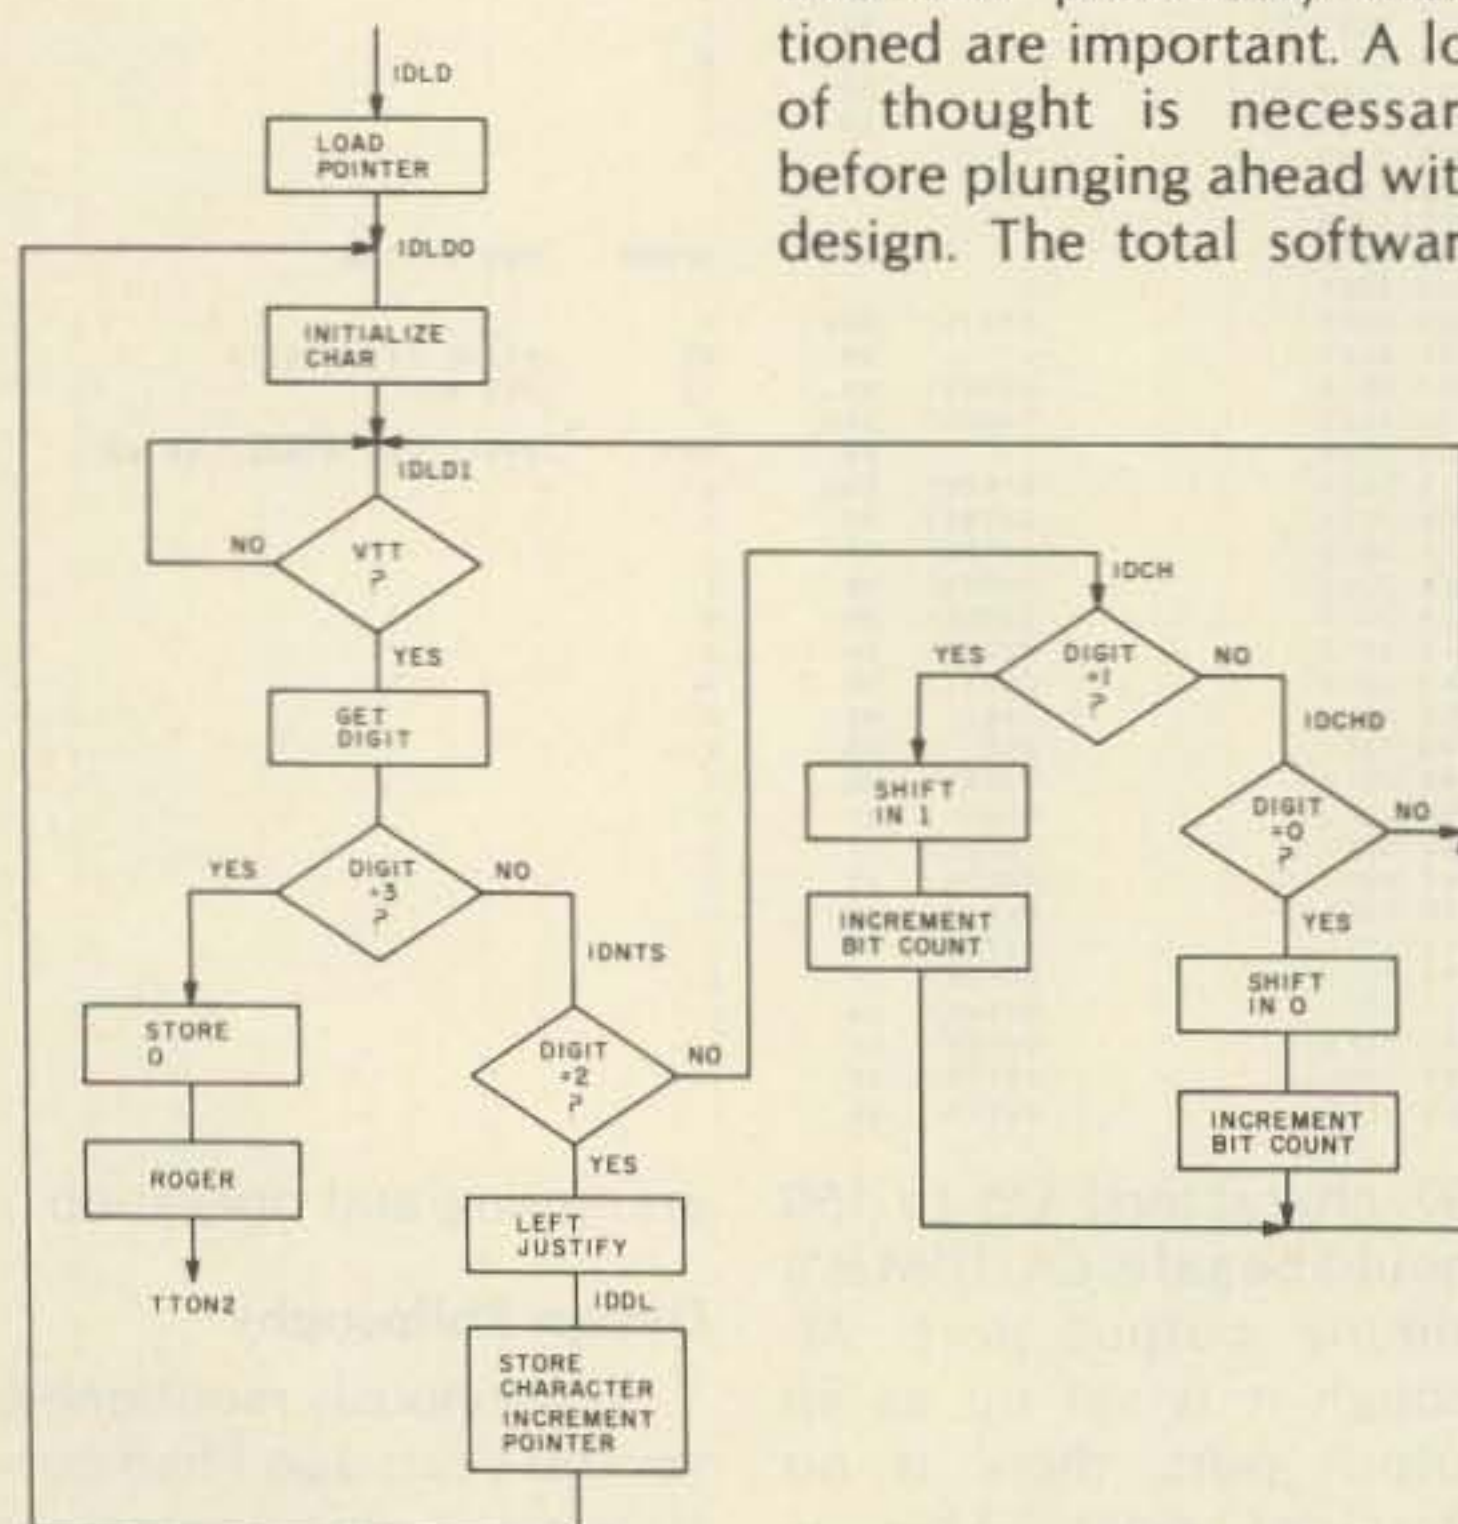 tioned are important. A lo
of thought is necessar
before plunging ahead wit
design. The total softwar
IDLD
LOAD
POINTER
IDLDO
INITIALIZE
CHAR
IDLDI
NO
VTT
?
YES
GET
DIGIT
YES
DIGIT
=3
?
NO
STORE
0
ROGER
TTON2
IDNTS
DIGIT
=2
?
NO
YES
LEFT
JUSTIFY
IDDL
STORE
CHARACTER
INCREMENT
POINTER
IDCH
YES
DIGIT
=1
?
NO
SHIFT
IN 1
INCREMENT
BIT COUNT
IDCHD
DIGIT
=0
?
NO
YES
SHIFT
IN 0
INCREMENT
BIT COUNT